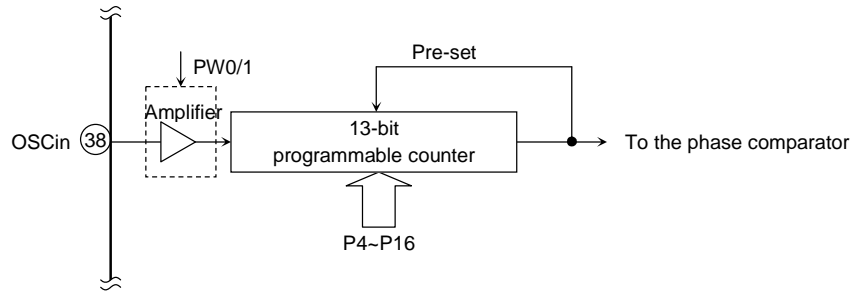 Pre-set
PW0/1
Amplifier
OSCin 38
13-bit
programmable counter
To the phase comparator
P4~P16